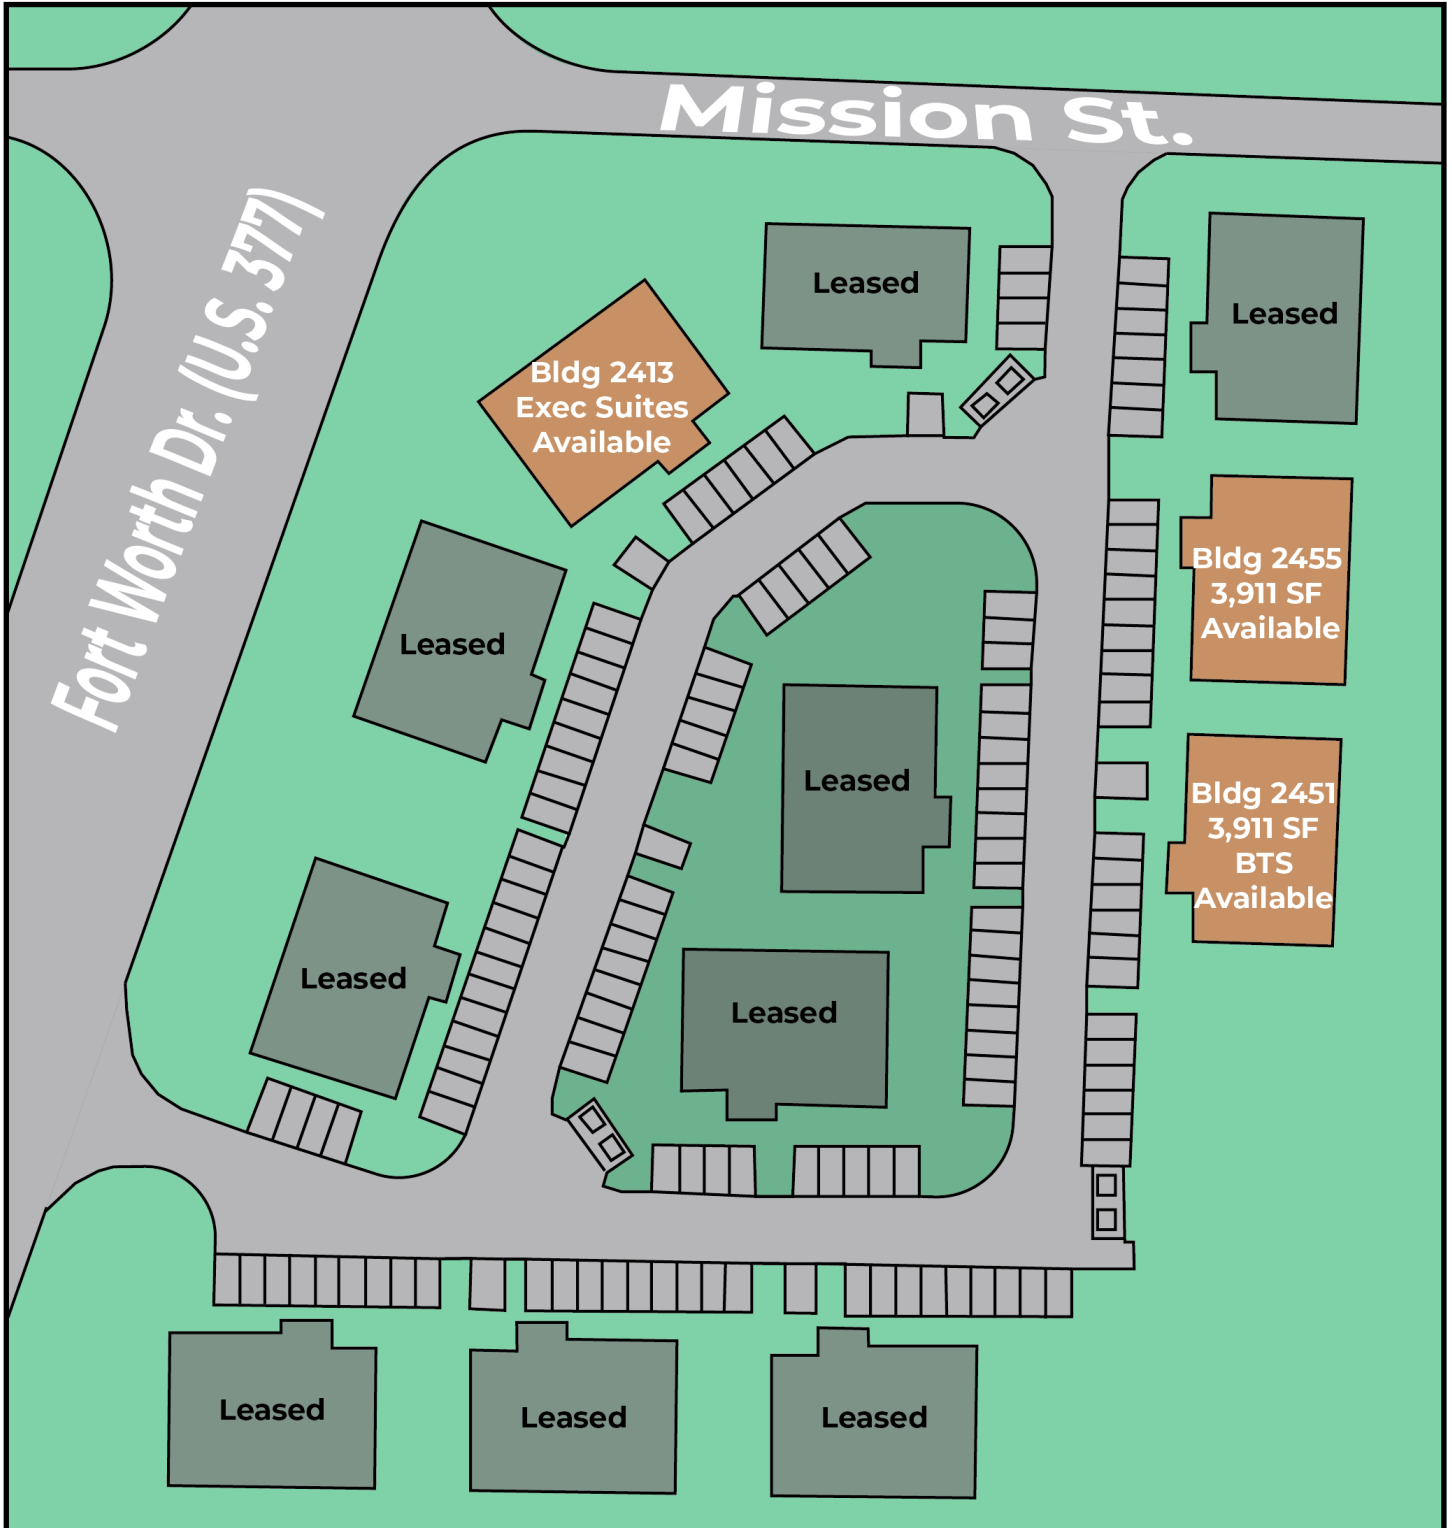 Mission St.
Fort Worth Dr. (U.S. 377)
Leased
Leased
Bldg 2413
Exec Suites
Available
Bldg 2455
3,911 SF
Available
Leased
Leased
Bldg 2451
3,911 SF
BTS
Available
Leased
Leased
Leased
Leased
Leased